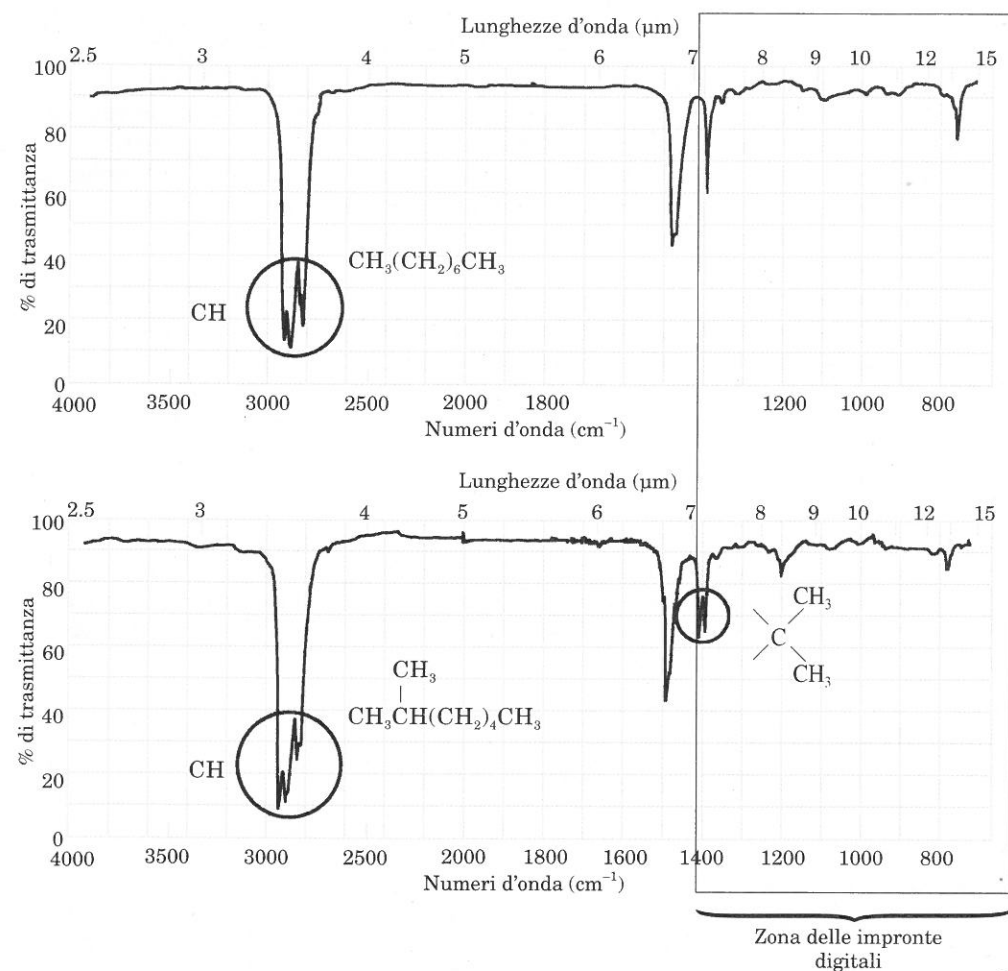 Lunghezze d'onda (µm)
2.5 3 4 5 6 7 8 9 10 12 15
100
80
60
40
20
0
% di trasmittanza
CH₃(CH₂)₆CH₃
CH
4000 3500 3000 2500 2000 1800 1200 1000 800
Numeri d'onda (cm⁻¹)
Lunghezze d'onda (µm)
2.5 3 4 5 6 7 8 9 10 12 15
100
80
60
40
20
0
% di trasmittanza
CH₃
C
CH₃
CH₃
CH₃CH(CH₂)₄CH₃
CH
4000 3500 3000 2500 2000 1800 1600 1400 1200 1000 800
Numeri d'onda (cm⁻¹)
Zona delle impronte
digitali